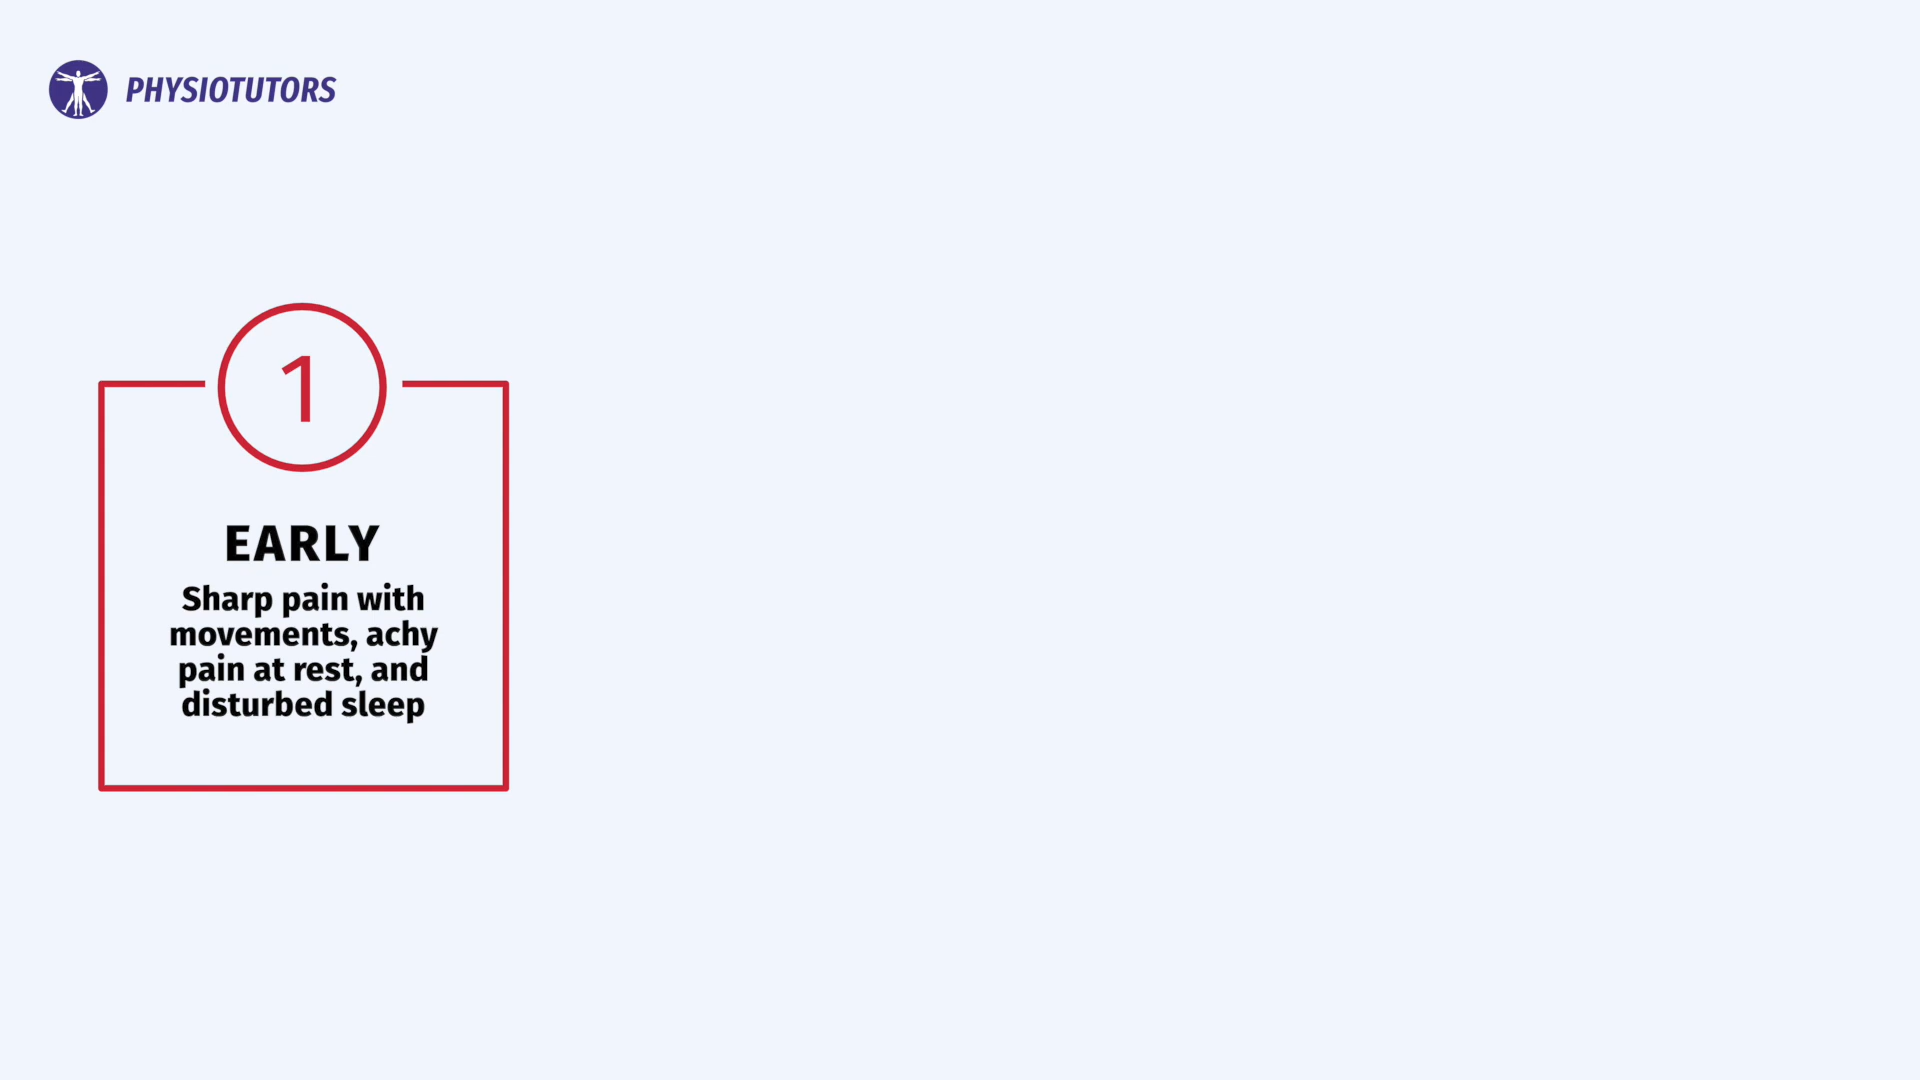 PHYSIOTUTORS
1
EARLY
Sharp pain with
movements, achy
pain at rest, and
disturbed sleep